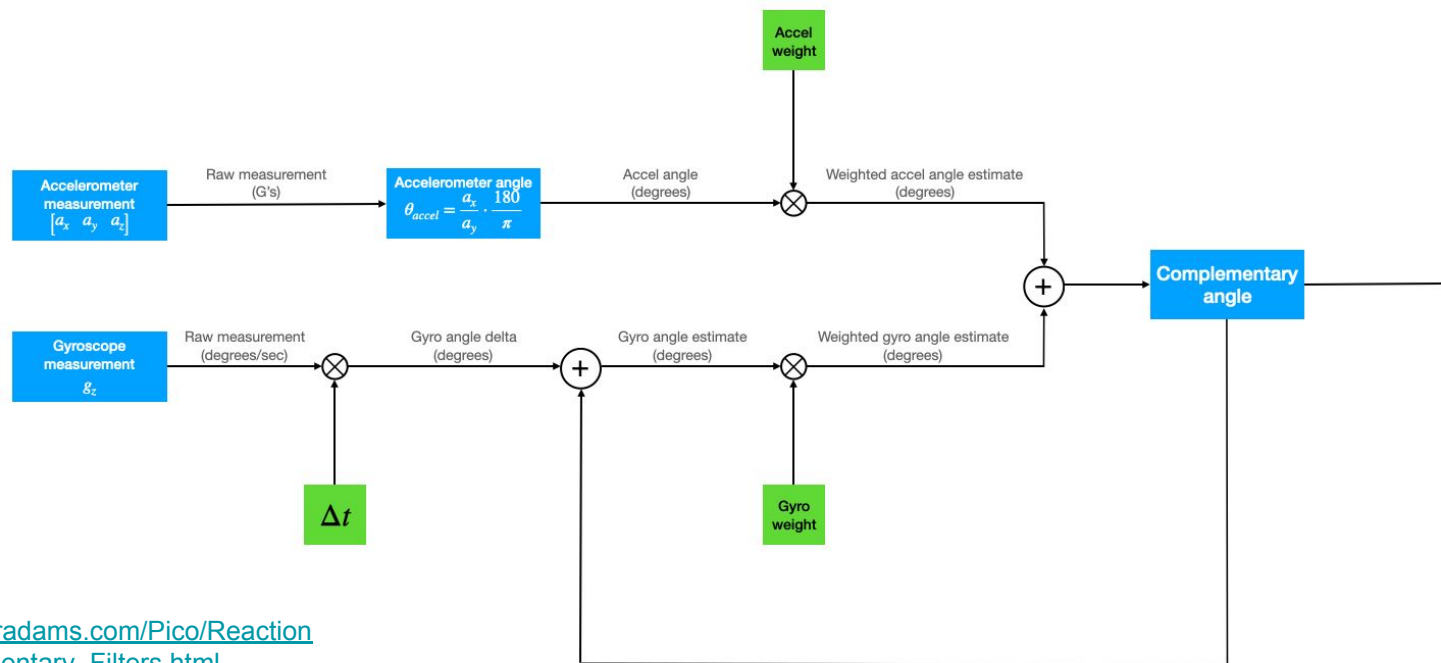 Accel
weight
Accelerometer
measurement
[a_x a_y a_z]
Raw measurement
(G's)
Accelerometer angle
θ_accel = a_x/a_y · 180/π
Accel angle
(degrees)
Weighted accel angle estimate
(degrees)
+
Complementary
angle
Gyroscope
measurement
g_z
Raw measurement
(degrees/sec)
Gyro angle delta
(degrees)
+
Gyro angle estimate
(degrees)
Weighted gyro angle estimate
(degrees)
Δt
Gyro
weight
radams.com/Pico/Reaction
entary_Filters.html